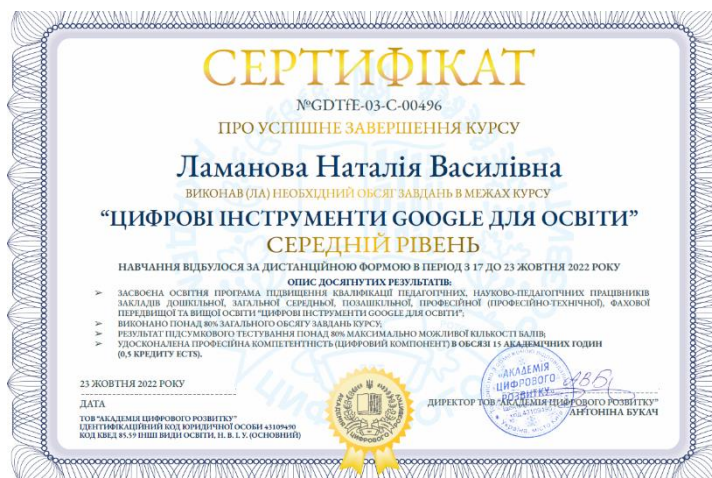 СЕРТИФІКАТ
№GDTfE-03-C-00496
ПРО УСПІШНЕ ЗАВЕРШЕННЯ КУРСУ
Ламанова Наталія Василівна
ВИКОНАВ (ЛА) НЕОБХІДНИЙ ОБСЯГ ЗАВДАНЬ В МЕЖАХ КУРСУ
“ЦИФРОВІ ІНСТРУМЕНТИ GOOGLE ДЛЯ ОСВІТИ”
СЕРЕДНІЙ РІВЕНЬ
НАВЧАННЯ ВІДБУЛОСЯ ЗА ДИСТАНЦІЙНОЮ ФОРМОЮ В ПЕРІОД З 17 ДО 23 ЖОВТНЯ 2022 РОКУ
ОПИС ДОСЯГНУТИХ РЕЗУЛЬТАТІВ:
➢ ЗАСВОЄНА ОСВІТНЯ ПРОГРАМА ПІДВИЩЕННЯ КВАЛІФІКАЦІЇ ПЕДАГОГІЧНИХ, НАУКОВО-ПЕДАГОГІЧНИХ ПРАЦІВНИКІВ
ЗАКЛАДІВ ДОШКІЛЬНОЇ, ЗАГАЛЬНОЇ СЕРЕДНЬОЇ, ПОЗАШКІЛЬНОЇ, ПРОФЕСІЙНОЇ (ПРОФЕСІЙНО-ТЕХНІЧНОЇ), ФАХОВОЇ
ПЕРЕДВИЩОЇ ТА ВИЩОЇ ОСВІТИ "ЦИФРОВІ ІНСТРУМЕНТИ GOOGLE ДЛЯ ОСВІТИ";
➢ ВИКОНАНО ПОНАД 80% ЗАГАЛЬНОГО ОБСЯГУ ЗАВДАНЬ КУРСУ;
➢ РЕЗУЛЬТАТ ПІДСУМКОВОГО ТЕСТУВАННЯ ПОНАД 80% МАКСИМАЛЬНО МОЖЛИВОЇ КІЛЬКОСТІ БАЛІВ;
➢ УДОСКОНАЛЕНА ПРОФЕСІЙНА КОМПЕТЕНТНІСТЬ (ЦИФРОВИЙ КОМПОНЕНТ) В ОБСЯЗІ 15 АКАДЕМІЧНИХ ГОДИН
(0,5 КРЕДИТУ ECTS).
23 ЖОВТНЯ 2022 РОКУ
ДАТА
ТОВ "АКАДЕМІЯ ЦИФРОВОГО РОЗВИТКУ"
ІДЕНТИФІКАЦІЙНИЙ КОД ЮРИДИЧНОЇ ОСОБИ 43109490
КОД КВЕД 85.59 ІНШІ ВИДИ ОСВІТИ, Н. В. І. У. (ОСНОВНИЙ)
"АКАДЕМІЯ
ЦИФРОВОГО
РОЗВИТКУ"
ДИРЕКТОР ТОВ "АКАДЕМІЯ ЦИФРОВОГО РОЗВИТКУ"
АНТОНІНА БУКАЧ